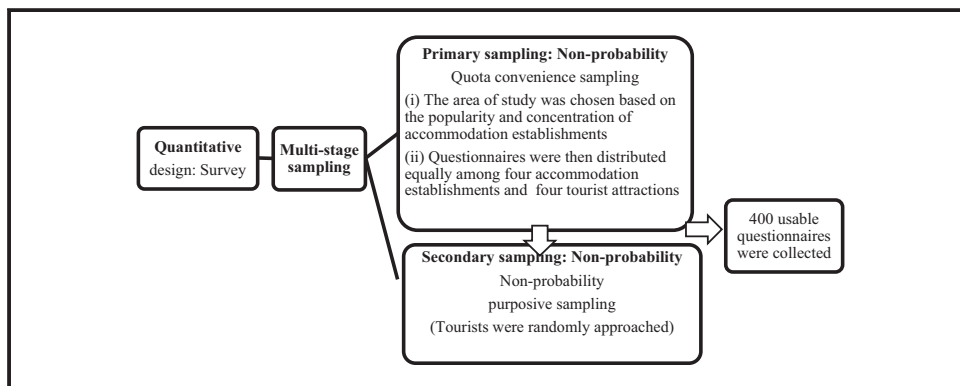 Quantitative
design: Survey
Multi-stage
sampling
Primary sampling: Non-probability
Quota convenience sampling
(i) The area of study was chosen based on
the popularity and concentration of
accommodation establishments
(ii) Questionnaires were then distributed
equally among four accommodation
establishments and four tourist attractions
Secondary sampling: Non-probability
Non-probability
purposive sampling
(Tourists were randomly approached)
400 usable
questionnaires
were collected